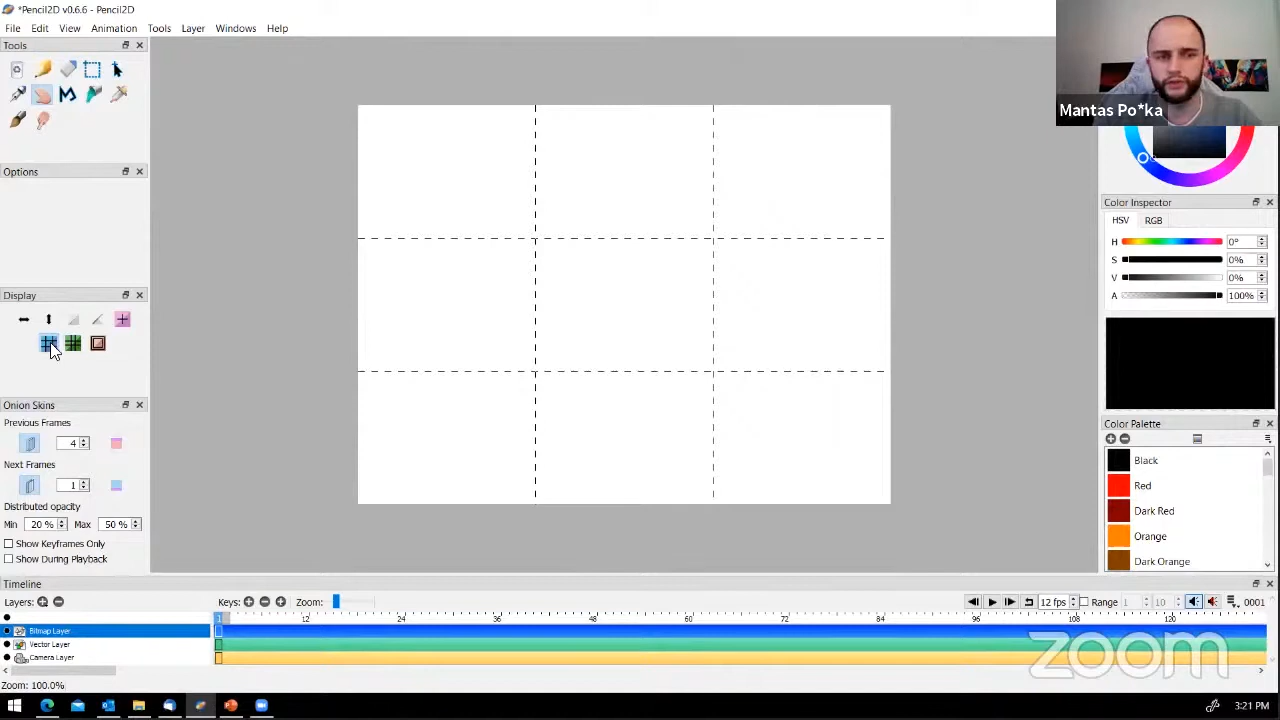 *Pencil2D v0.6.6 - Pencil2D
File Edit View Animation Tools Layer Windows Help
Tools
Mantas Po*ka
Options
Color Inspector
HSV RGB
H 0°
S 0%
V 0%
A 100%
Display
Onion Skins
Previous Frames
4
Next Frames
1
Distributed opacity
Min 20 % Max 50 %
Show Keyframes Only
Show During Playback
Color Palette
Black
Red
Dark Red
Orange
Dark Orange
Timeline
Layers: Keys: Zoom: 12 fps Range 1 10 0001
1 12 24 36 48 60 72 84 96 108 120
Bitmap Layer
Vector Layer
Camera Layer
zoom
Zoom: 100.0%
3:21 PM